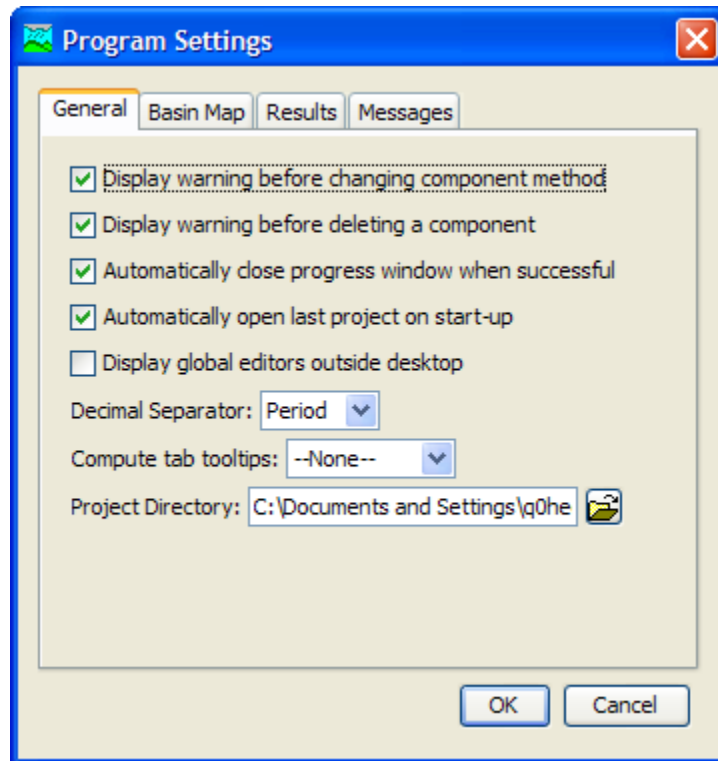 Program Settings
General Basin Map Results Messages
Display warning before changing component method
Display warning before deleting a component
Automatically close progress window when successful
Automatically open last project on start-up
Display global editors outside desktop
Decimal Separator: Period
Compute tab tooltips: --None--
Project Directory: C:\Documents and Settings\q0he
OK Cancel